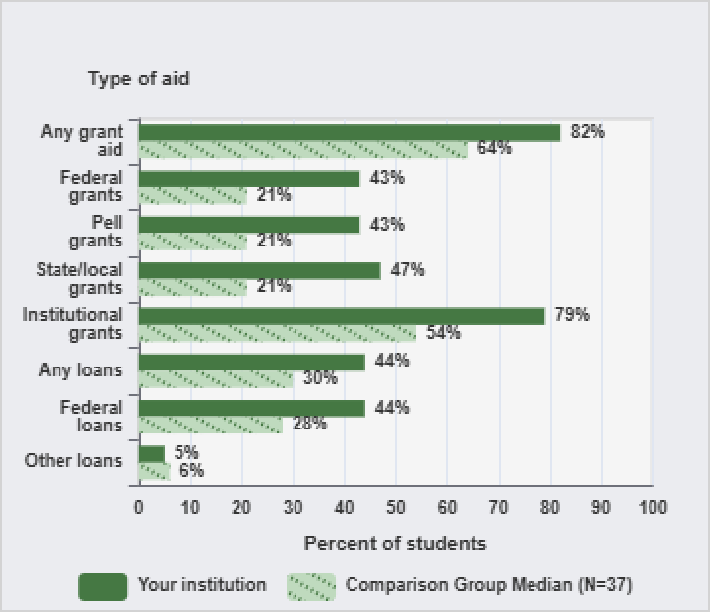 Type of aid
Any grant
aid
82%
64%
Federal
grants
43%
21%
Pell
grants
43%
21%
State/local
grants
47%
21%
Institutional
grants
79%
54%
Any loans
44%
30%
Federal
loans
44%
28%
Other loans
5%
6%
0 10 20 30 40 50 60 70 80 90 100
Percent of students
Your institution Comparison Group Median (N=37)